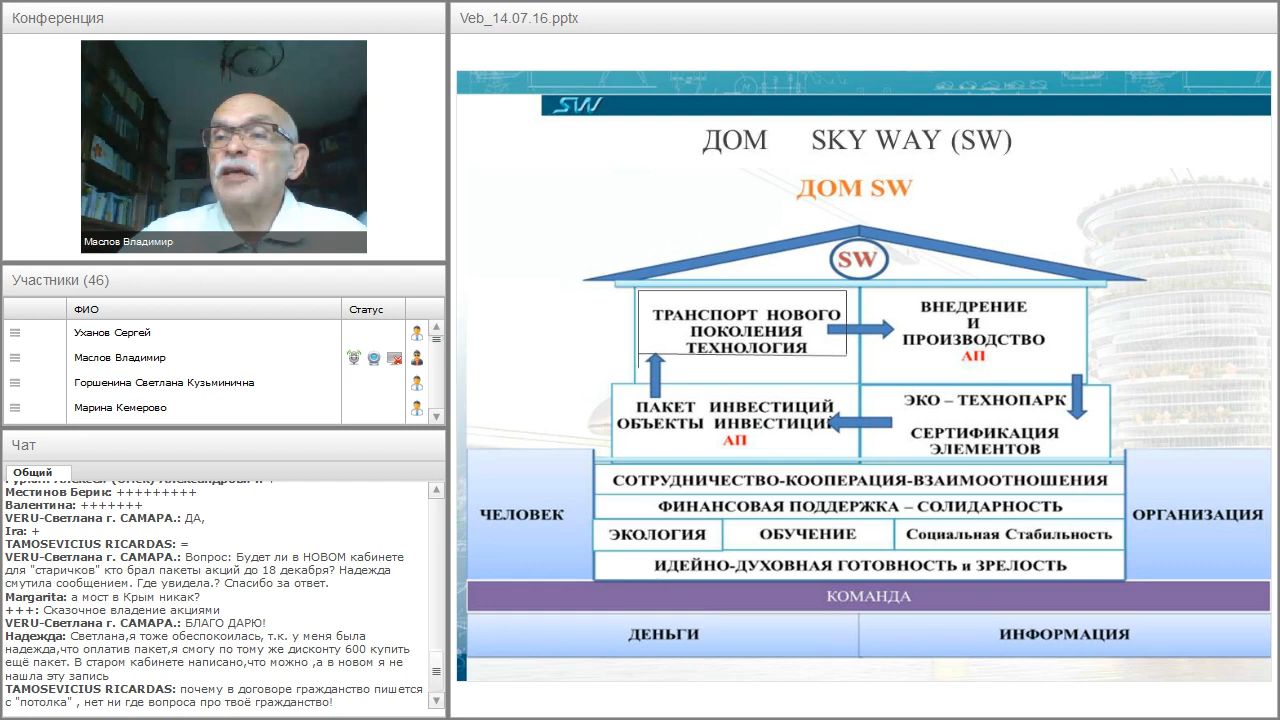 Конференция
Маслов Владимир
Участники (46)
ФИО
Статус
Уханов Сергей
Маслов Владимир
Горшенина Светлана Кузьминична
Марина Кемерово
Чат
Общий
Местинов Берик: +++++++++
Валентина: +++++++
VERU-Светлана г. САМАРА.: ДА,
Ira: +
TAMOSEVICIUS RICARDAS: =
VERU-Светлана г. САМАРА.: Вопрос: Будет ли в НОВОМ кабинете
для "старичков" кто брал пакеты акций до 18 декабря? Надежда
смутила сообщением. Где увидела.? Спасибо за ответ.
Margarita: а мост в Крым никак?
+++: Сказочное владение акциями
VERU-Светлана г. САМАРА.: БЛАГО ДАРЮ!
Надежда: Светлана,я тоже обеспокоилась, т.к. у меня была
надежда,что оплатив пакет,я смогу по тому же дисконту 600 купить
ещё пакет. В старом кабинете написано,что можно ,а в новом я не
нашла эту запись
TAMOSEVICIUS RICARDAS: почему в договоре гражданство пишется
с "потолка" , нет ни где вопроса про твоё гражданство!
Veb_14.07.16.pptx
SW
ДОМ SKY WAY (SW)
ДОМ SW
SW
ТРАНСПОРТ НОВОГО
ПОКОЛЕНИЯ
ТЕХНОЛОГИЯ
ВНЕДРЕНИЕ
И
ПРОИЗВОДСТВО
АП
ПАКЕТ ИНВЕСТИЦИЙ
ОБЪЕКТЫ ИНВЕСТИЦИЙ
АП
ЭКО – ТЕХНОПАРК
СЕРТИФИКАЦИЯ
ЭЛЕМЕНТОВ
ЧЕЛОВЕК
СОТРУДНИЧЕСТВО-КООПЕРАЦИЯ-ВЗАИМООТНОШЕНИЯ
ФИНАНСОВАЯ ПОДДЕРЖКА – СОЛИДАРНОСТЬ
ЭКОЛОГИЯ
ОБУЧЕНИЕ
Социальная Стабильность
ИДЕЙНО-ДУХОВНАЯ ГОТОВНОСТЬ и ЗРЕЛОСТЬ
ОРГАНИЗАЦИЯ
КОМАНДА
ДЕНЬГИ
ИНФОРМАЦИЯ